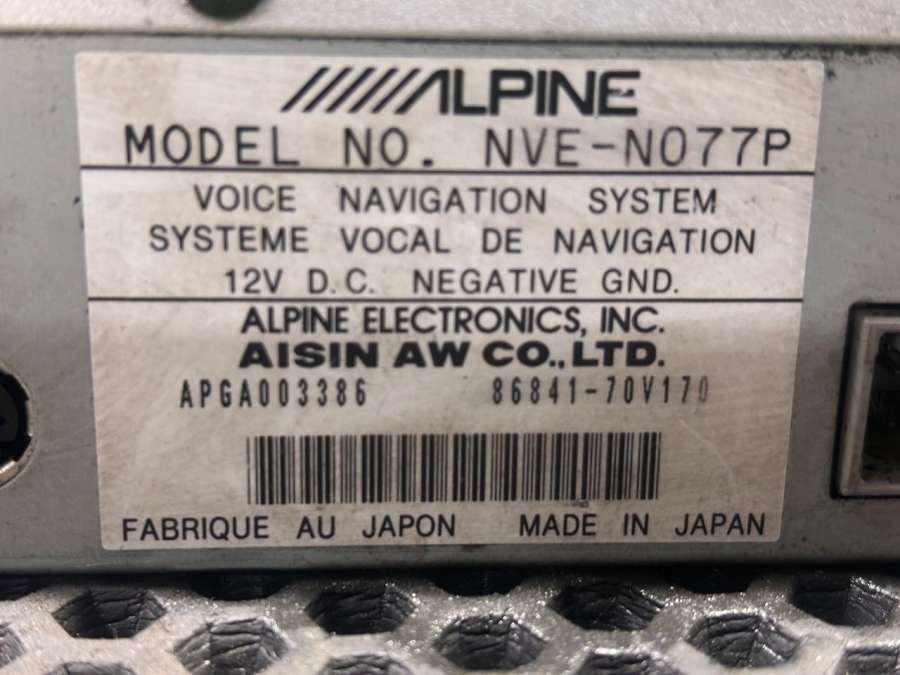 ALPINE
MODEL NO. NVE-N077P
VOICE NAVIGATION SYSTEM
SYSTEME VOCAL DE NAVIGATION
12V D.C. NEGATIVE GND.
ALPINE ELECTRONICS, INC.
AISIN AW CO.,LTD.
APGA003386 86841-70V170
FABRIQUE AU JAPON MADE IN JAPAN